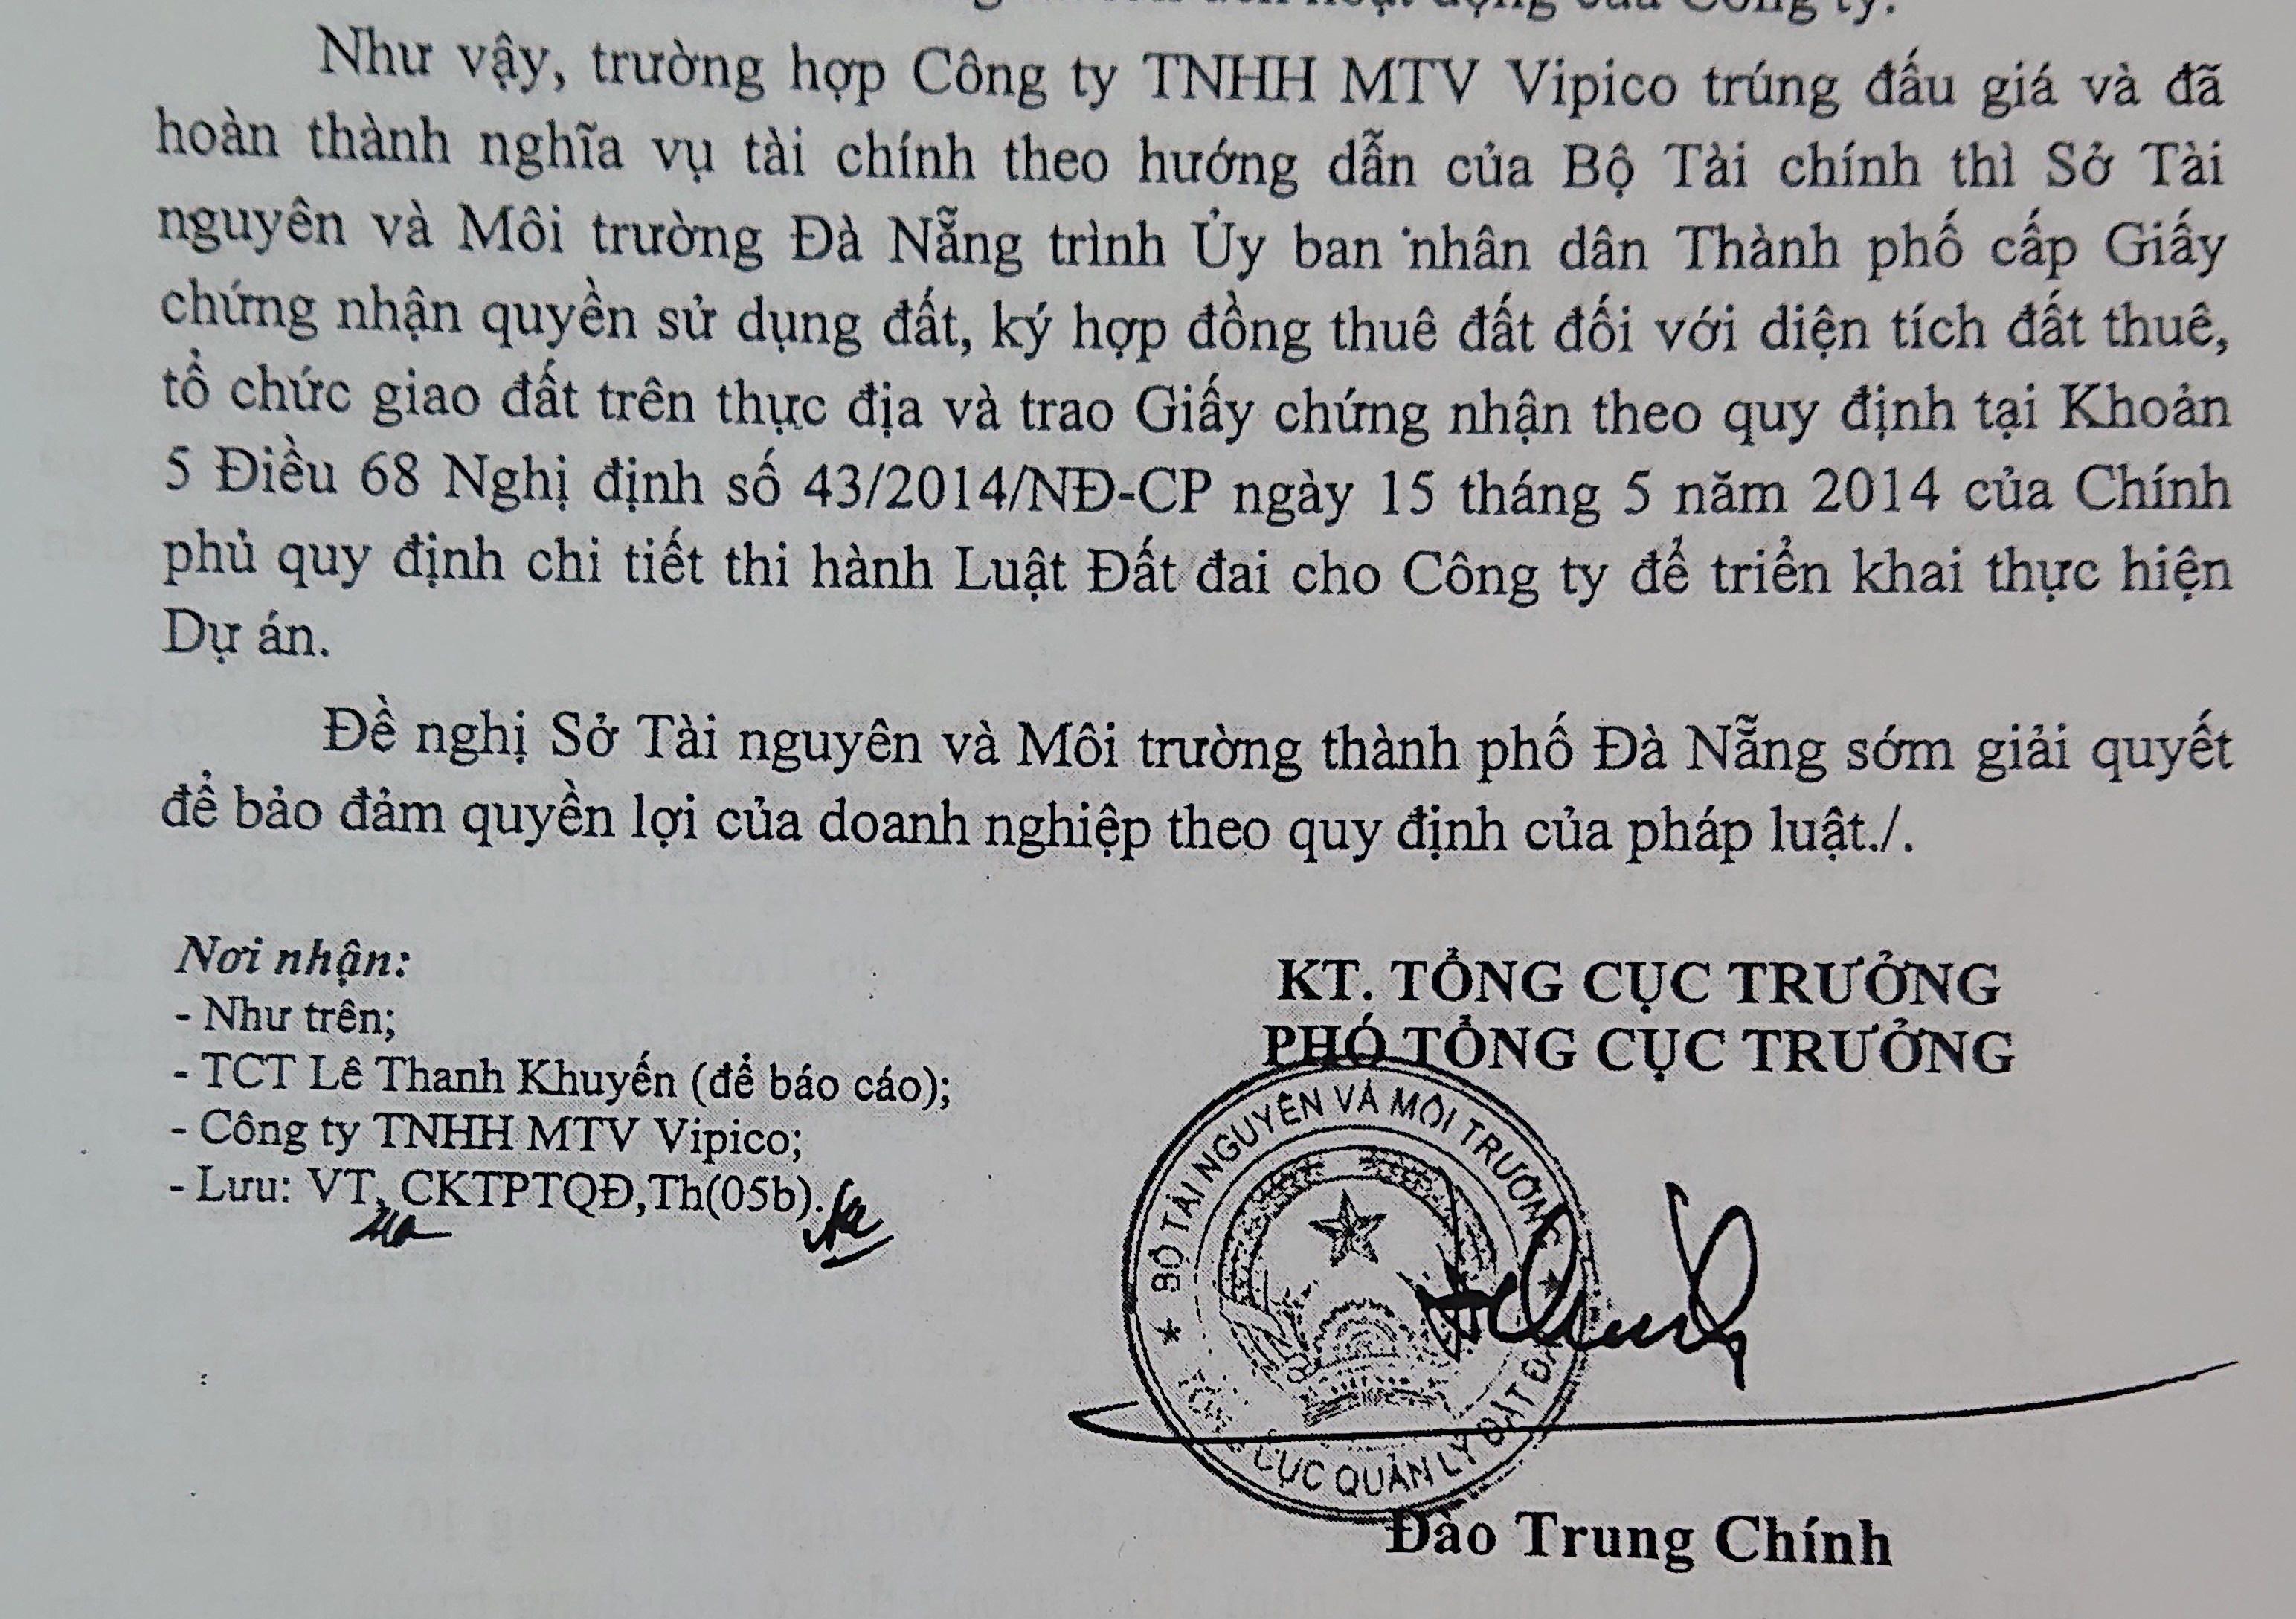 hoạt động của Công ty.
Như vậy, trường hợp Công ty TNHH MTV Vipico trúng đấu giá và đã
hoàn thành nghĩa vụ tài chính theo hướng dẫn của Bộ Tài chính thì Sở Tài
nguyên và Môi trường Đà Nẵng trình Ủy ban nhân dân Thành phố cấp Giấy
chứng nhận quyền sử dụng đất, ký hợp đồng thuê đất đối với diện tích đất thuê,
tổ chức giao đất trên thực địa và trao Giấy chứng nhận theo quy định tại Khoản
5 Điều 68 Nghị định số 43/2014/NĐ-CP ngày 15 tháng 5 năm 2014 của Chính
phủ quy định chi tiết thi hành Luật Đất đai cho Công ty để triển khai thực hiện
Dự án.
Đề nghị Sở Tài nguyên và Môi trường thành phố Đà Nẵng sớm giải quyết
để bảo đảm quyền lợi của doanh nghiệp theo quy định của pháp luật./.
Nơi nhận:
- Như trên;
- TCT Lê Thanh Khuyến (để báo cáo);
- Công ty TNHH MTV Vipico;
- Lưu: VT, CKTPTQĐ,Th(05b).
KT. TỔNG CỤC TRƯỞNG
PHÓ TỔNG CỤC TRƯỞNG
BỘ TÀI NGUYÊN VÀ MÔI TRƯỜNG
CỤC QUẢN LÝ ĐẤT
Đào Trung Chính